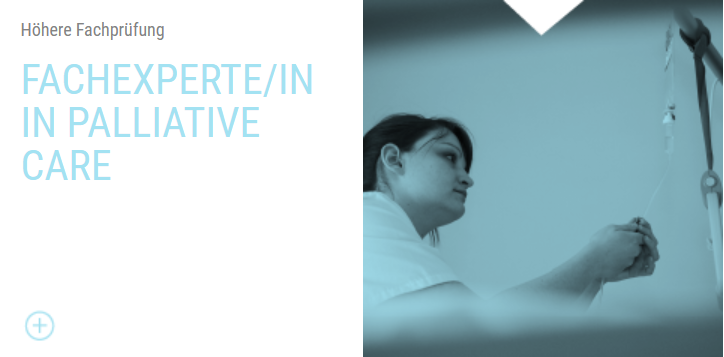 Höhere Fachprüfung
FACHEXPERTE/IN
IN PALLIATIVE
CARE